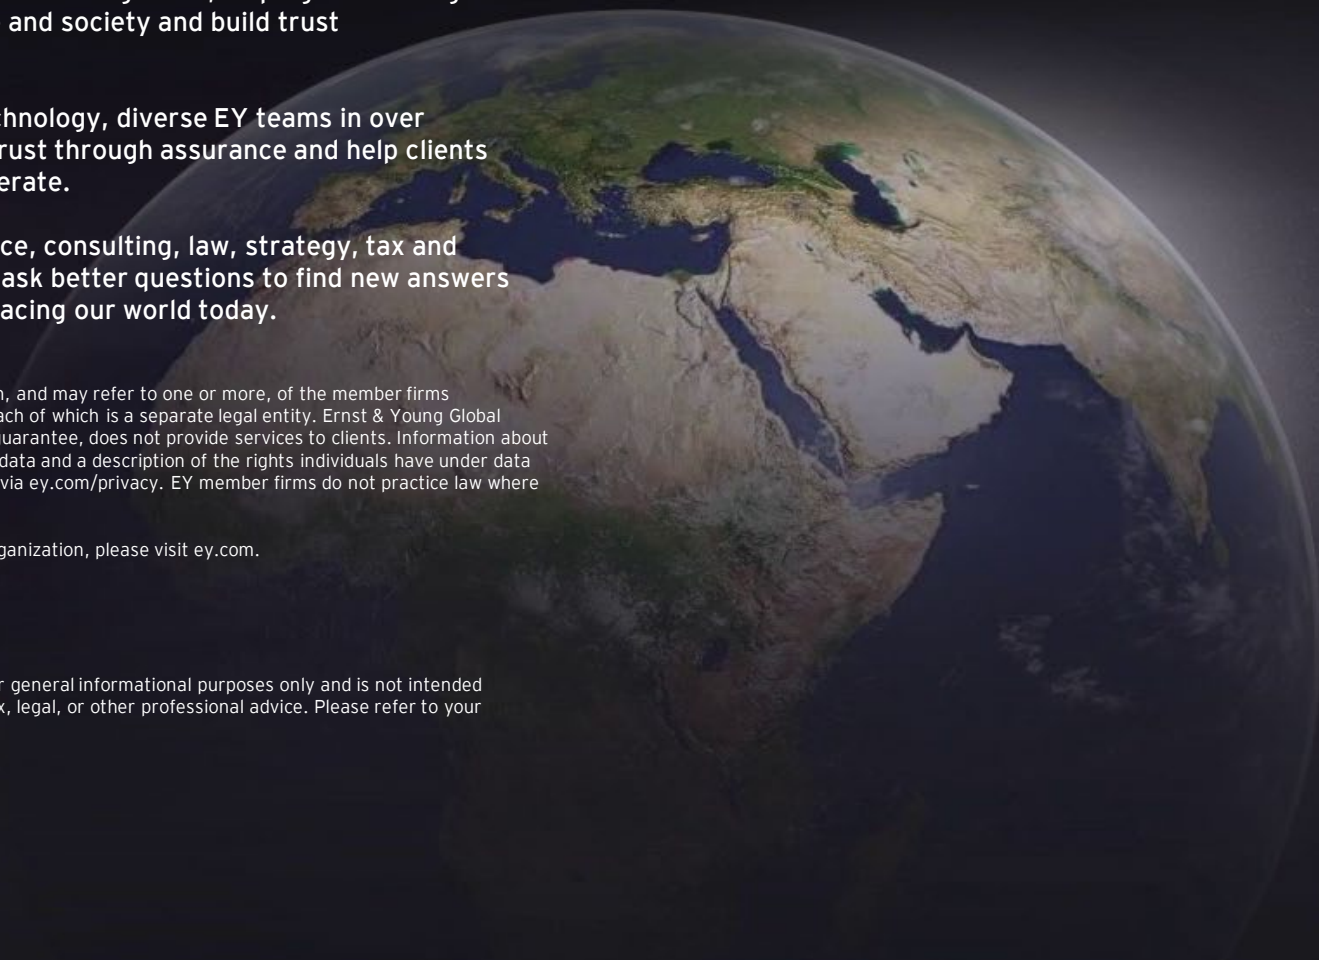 and society and build trust
chnology, diverse EY teams in over
rust through assurance and help clients
erate.
ce, consulting, law, strategy, tax and
ask better questions to find new answers
acing our world today.
n, and may refer to one or more, of the member firms
ach of which is a separate legal entity. Ernst & Young Global
guarantee, does not provide services to clients. Information about
data and a description of the rights individuals have under data
via ey.com/privacy. EY member firms do not practice law where
ganization, please visit ey.com.
r general informational purposes only and is not intended
x, legal, or other professional advice. Please refer to your